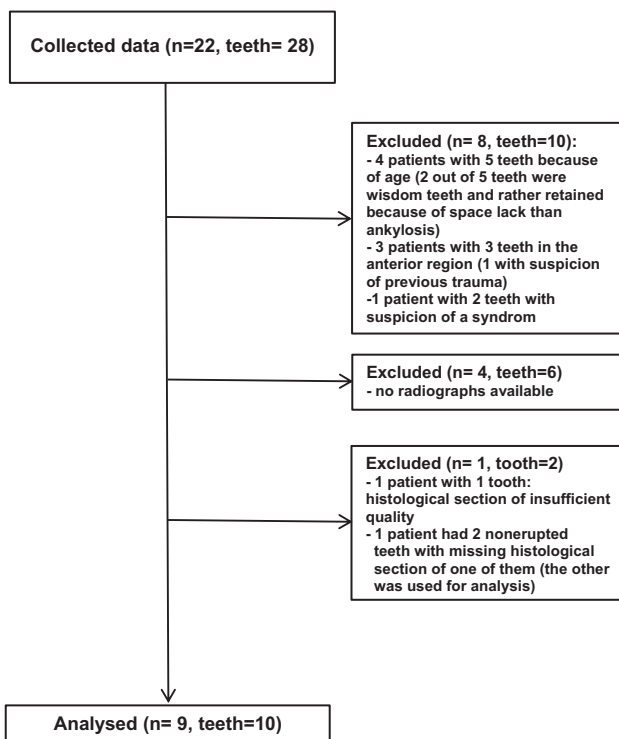 Collected data (n=22, teeth= 28)
Excluded (n= 8, teeth=10):
- 4 patients with 5 teeth because
of age (2 out of 5 teeth were
wisdom teeth and rather retained
because of space lack than
ankylosis)
- 3 patients with 3 teeth in the
anterior region (1 with suspicion
of previous trauma)
-1 patient with 2 teeth with
suspicion of a syndrom
Excluded (n= 4, teeth=6)
- no radiographs available
Excluded (n= 1, tooth=2)
- 1 patient with 1 tooth:
histological section of insufficient
quality
- 1 patient had 2 nonerupted
teeth with missing histological
section of one of them (the other
was used for analysis)
Analysed (n= 9, teeth=10)